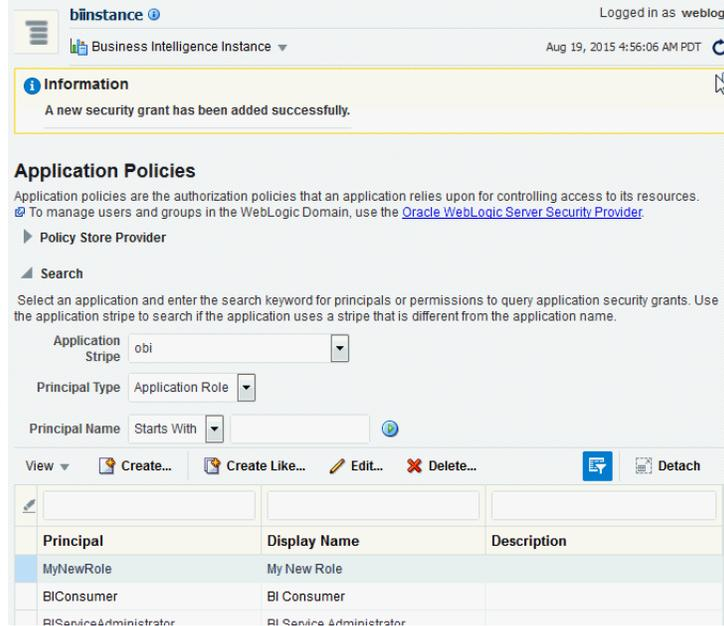 biinstance
Logged in as weblog
Business Intelligence Instance
Aug 19, 2015 4:56:06 AM PDT
Information
A new security grant has been added successfully.
Application Policies
Application policies are the authorization policies that an application relies upon for controlling access to its resources.
To manage users and groups in the WebLogic Domain, use the Oracle WebLogic Server Security Provider.
Policy Store Provider
Search
Select an application and enter the search keyword for principals or permissions to query application security grants. Use
the application stripe to search if the application uses a stripe that is different from the application name.
Application
Stripe
obi
Principal Type Application Role
Principal Name Starts With
View Create... Create Like... Edit... Delete... Detach
Principal Display Name Description
MyNewRole My New Role
BIConsumer BI Consumer
BIServiceAdministrator BI Service Administrator